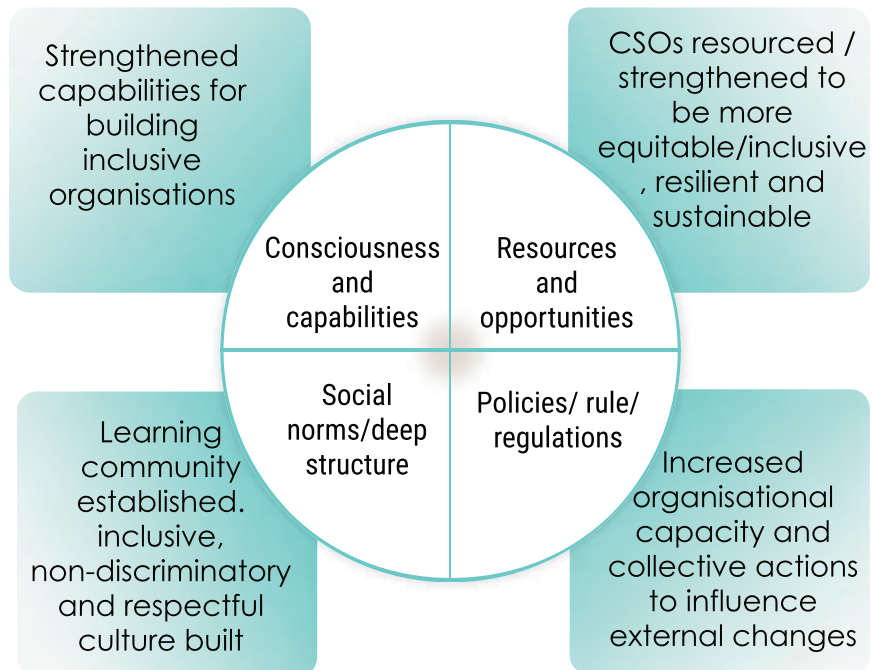 Strengthened
capabilities for
building
inclusive
organisations
CSOs resourced /
strengthened to
be more
equitable/inclusive
, resilient and
sustainable
Consciousness
and
capabilities
Resources
and
opportunities
Social
norms/deep
structure
Policies/ rule/
regulations
Learning
community
established.
inclusive,
non-discriminatory
and respectful
culture built
Increased
organisational
capacity and
collective actions
to influence
external changes